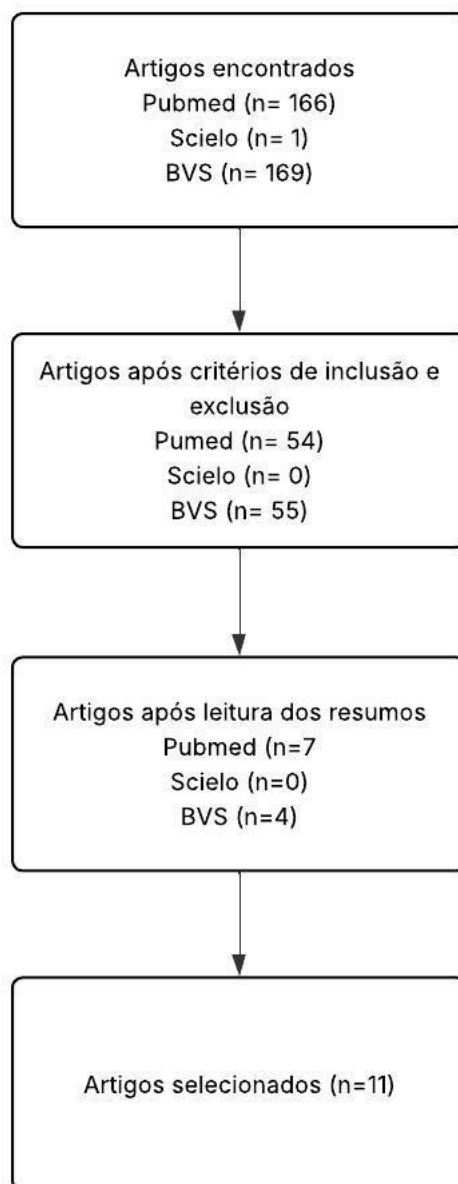 Artigos encontrados
Pubmed (n= 166)
Scielo (n= 1)
BVS (n= 169)
Artigos após critérios de inclusão e
exclusão
Pumed (n= 54)
Scielo (n= 0)
BVS (n= 55)
Artigos após leitura dos resumos
Pubmed (n=7
Scielo (n=0)
BVS (n=4)
Artigos selecionados (n=11)